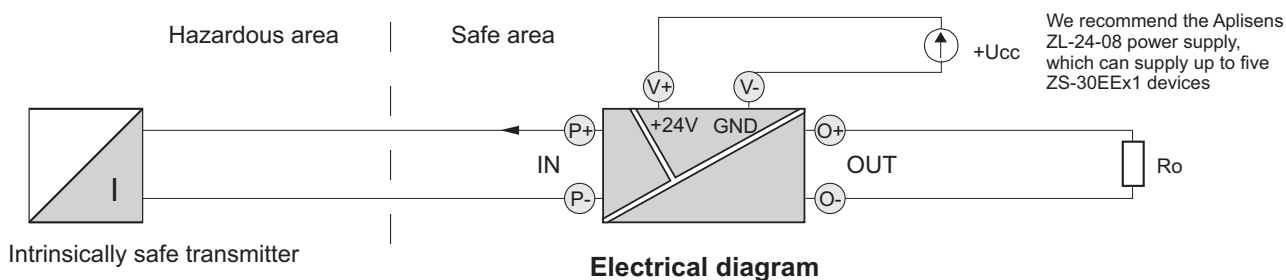 Hazardous area
Safe area
+Ucc
We recommend the Aplisens
ZL-24-08 power supply,
which can supply up to five
ZS-30EEx1 devices
V+
V-
P+
+24V
GND
O+
IN
OUT
Ro
I
P-
O-
Intrinsically safe transmitter
Electrical diagram